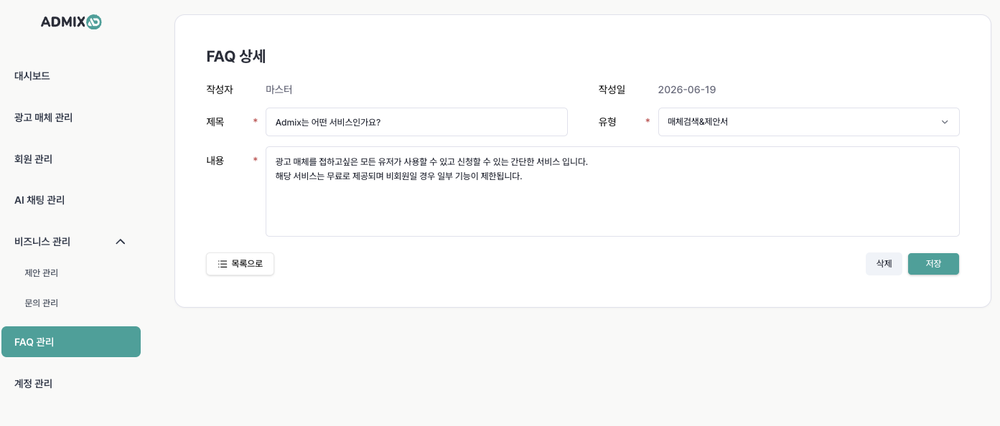 ADMIX
대시보드
광고 매체 관리
회원 관리
AI 채팅 관리
비즈니스 관리
제안 관리
문의 관리
FAQ 관리
계정 관리
FAQ 상세
작성자 마스터 작성일 2026-06-19
제목 * Admix는 어떤 서비스인가요? 유형 * 매체검색&제안서
내용 * 광고 매체를 접하고싶은 모든 유저가 사용할 수 있고 신청할 수 있는 간단한 서비스 입니다.
해당 서비스는 무료로 제공되며 비회원일 경우 일부 기능이 제한됩니다.
목록으로 삭제 저장